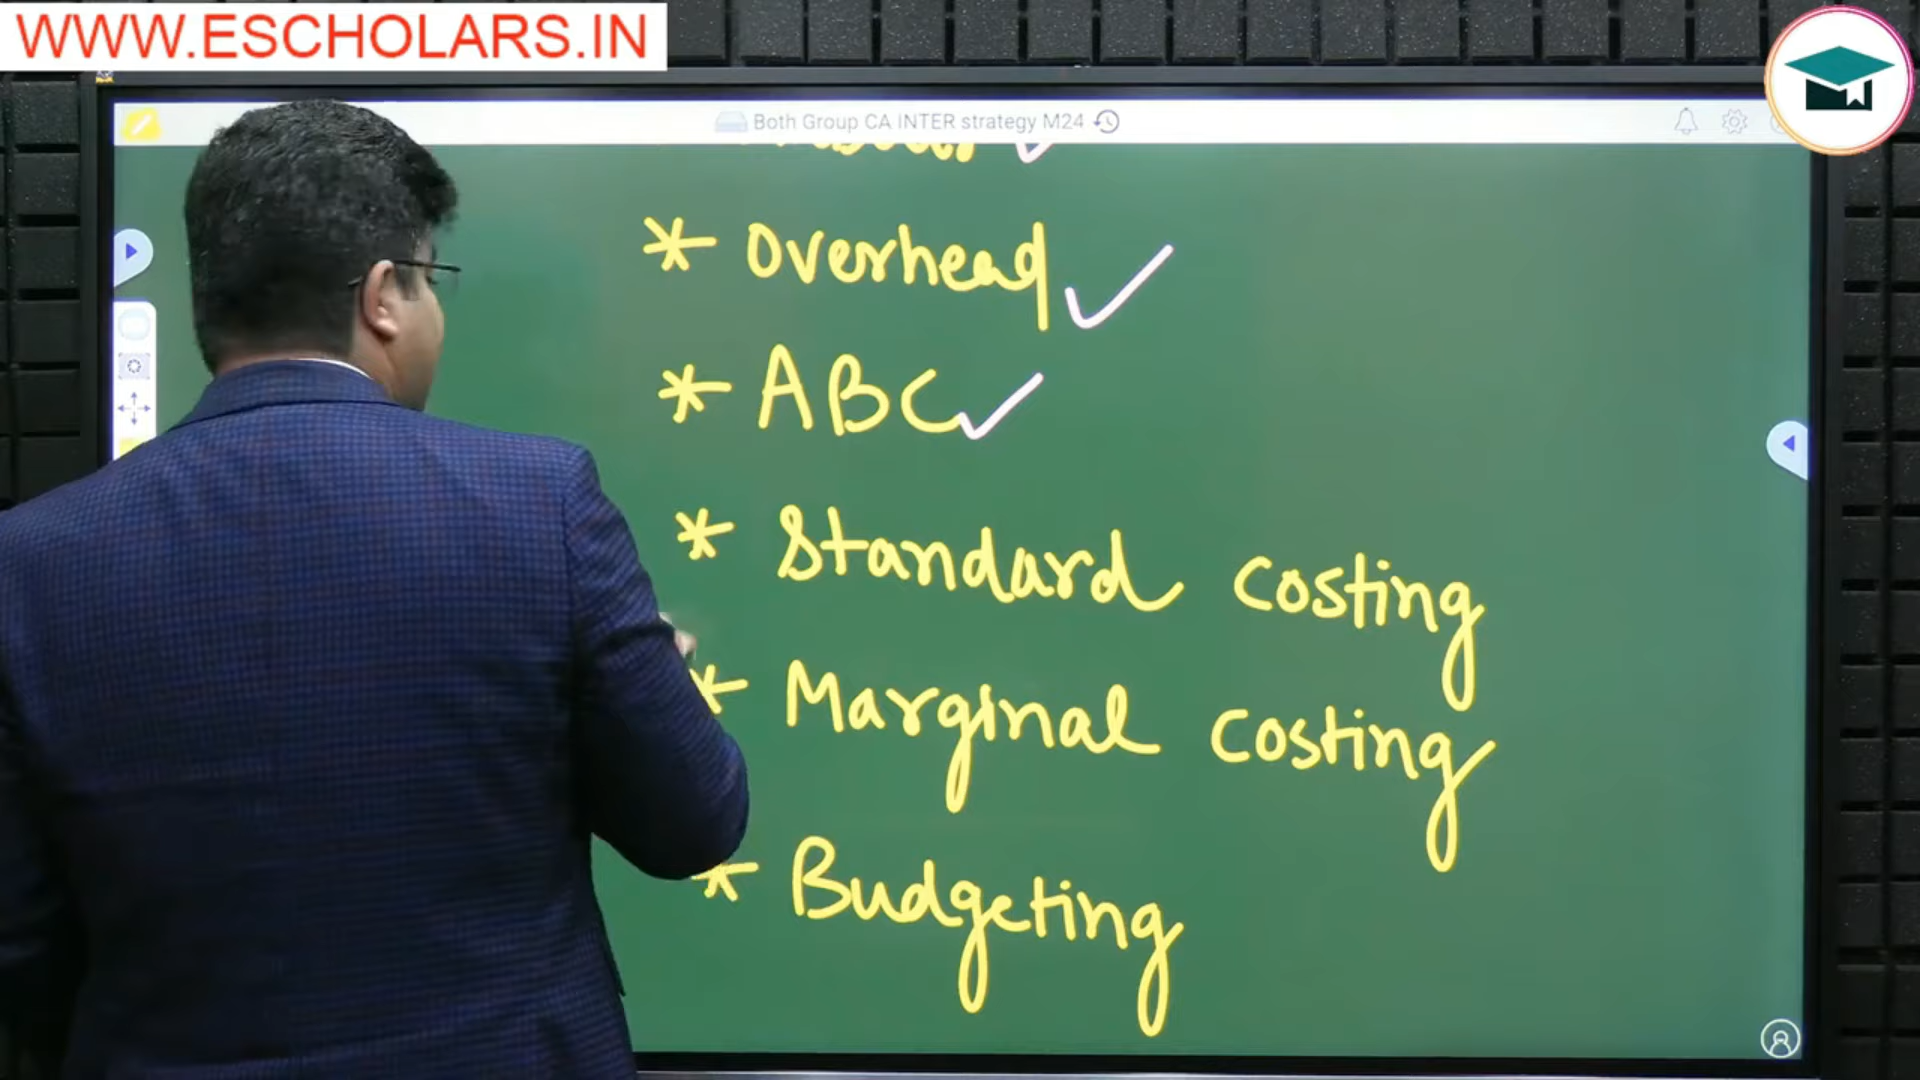 WWW.ESCHOLARS.IN
Both Group CA INTER strategy M24
* Overhead ✓
* ABC ✓
* Standard costing
* Marginal costing
* Budgeting